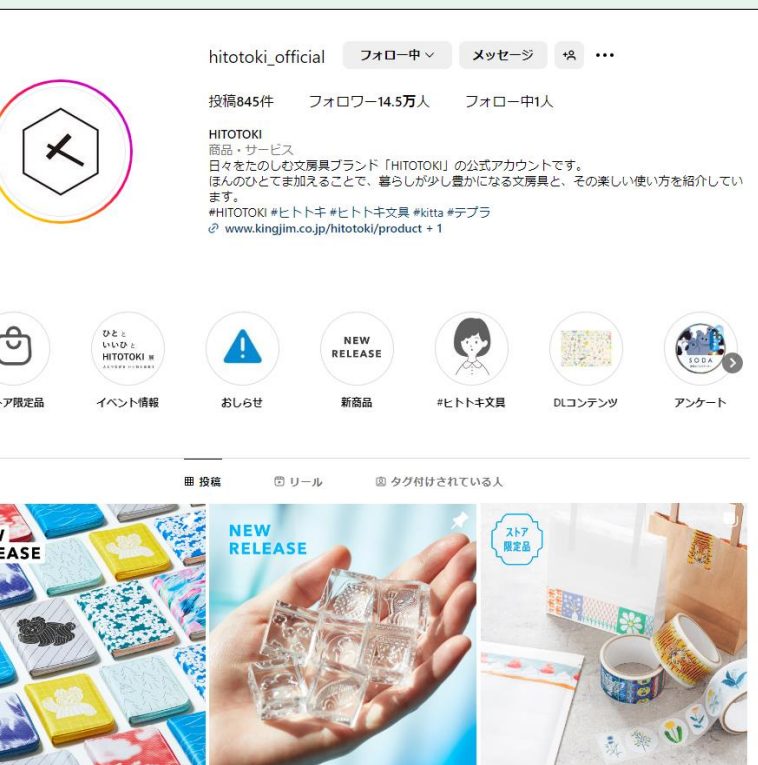 hitotoki_official フォロー中 メッセージ
投稿845件 フォロワー14.5万人 フォロー中1人
HITOTOKI
商品・サービス
日々をたのしむ文房具ブランド「HITOTOKI」の公式アカウントです。
ほんのひとてま加えることで、暮らしが少し豊かになる文房具と、その楽しい使い方を紹介してい
ます。
#HITOTOKI #ヒトトキ #ヒトトキ文具 #kitta #テプラ
www.kingjim.co.jp/hitotoki/product + 1
ひとと
いいひと
HITOTOKI
NEW
RELEASE
SODA
ア限定品 イベント情報 おしらせ 新商品 #ヒトトキ文具 DLコンテンツ アンケート
投稿 リール タグ付けされている人
EASE
NEW
RELEASE
ストア
限定品